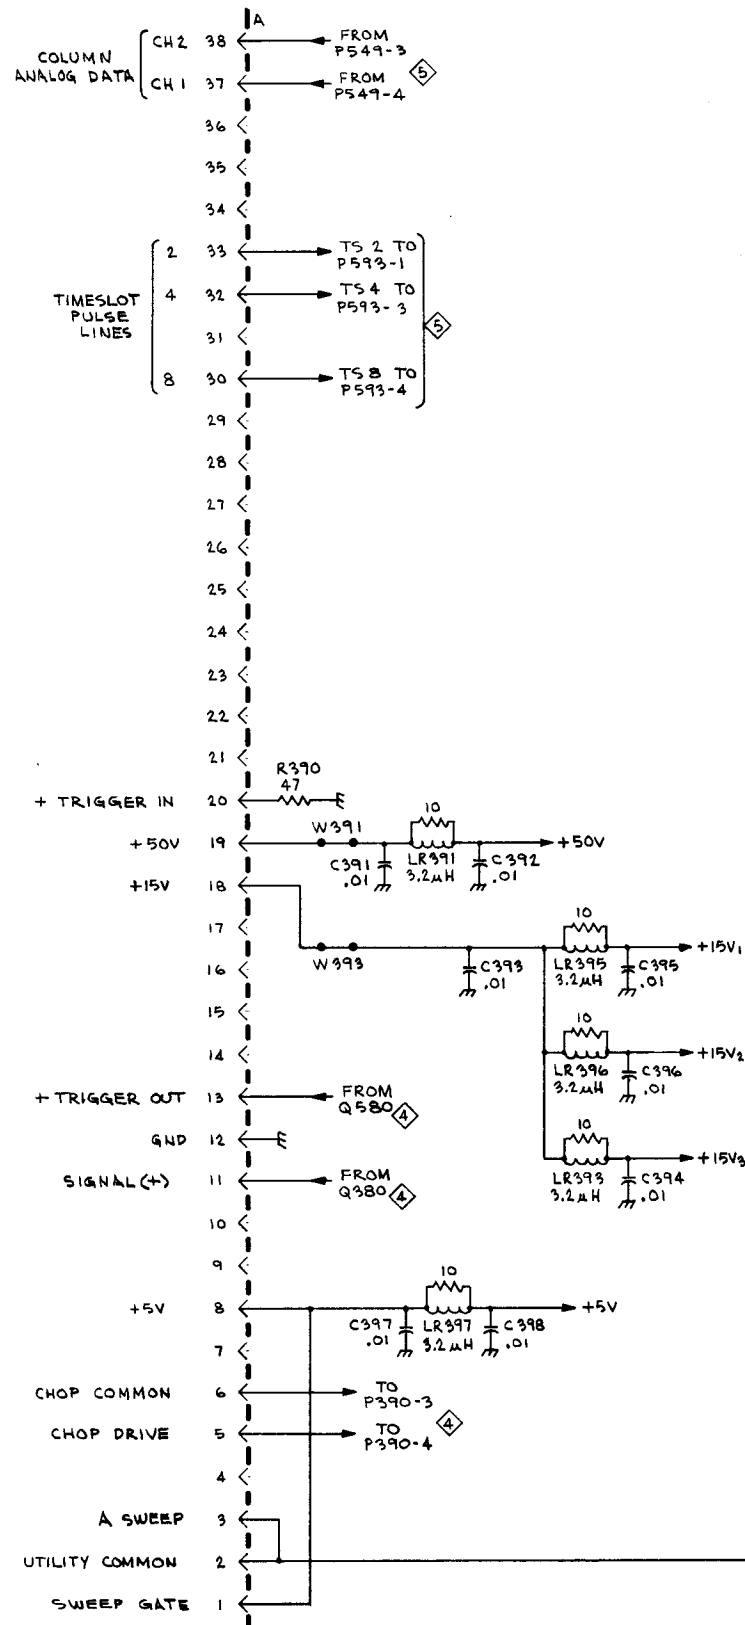 A
COLUMN
ANALOG DATA
CH2 38
FROM
P549-3
CH1 37
FROM
P549-4
5
36
35
34
TIMESLOT
PULSE
LINES
2 33
TS 2 TO
P593-1
4 32
TS 4 TO
P593-3
5
31
8 30
TS 8 TO
P593-4
29
28
27
26
25
24
23
22
21
R390
47
+ TRIGGER IN 20
+50V 19
W391
C391
.01
10
LR391
3.2µH
C392
.01
+50V
+15V 18
17
W393
C393
.01
10
LR395
3.2µH
C395
.01
+15V1
16
15
14
10
LR396
3.2µH
C396
.01
+15V2
+ TRIGGER OUT 13
FROM
Q580
4
GND 12
10
LR393
3.2µH
C394
.01
+15V3
SIGNAL (+) 11
FROM
Q380
4
10
9
+5V 8
C397
.01
10
LR397
3.2µH
C398
.01
+5V
7
CHOP COMMON 6
TO
P390-3
CHOP DRIVE 5
TO
P390-4
4
4
A SWEEP 3
UTILITY COMMON 2
SWEEP GATE 1